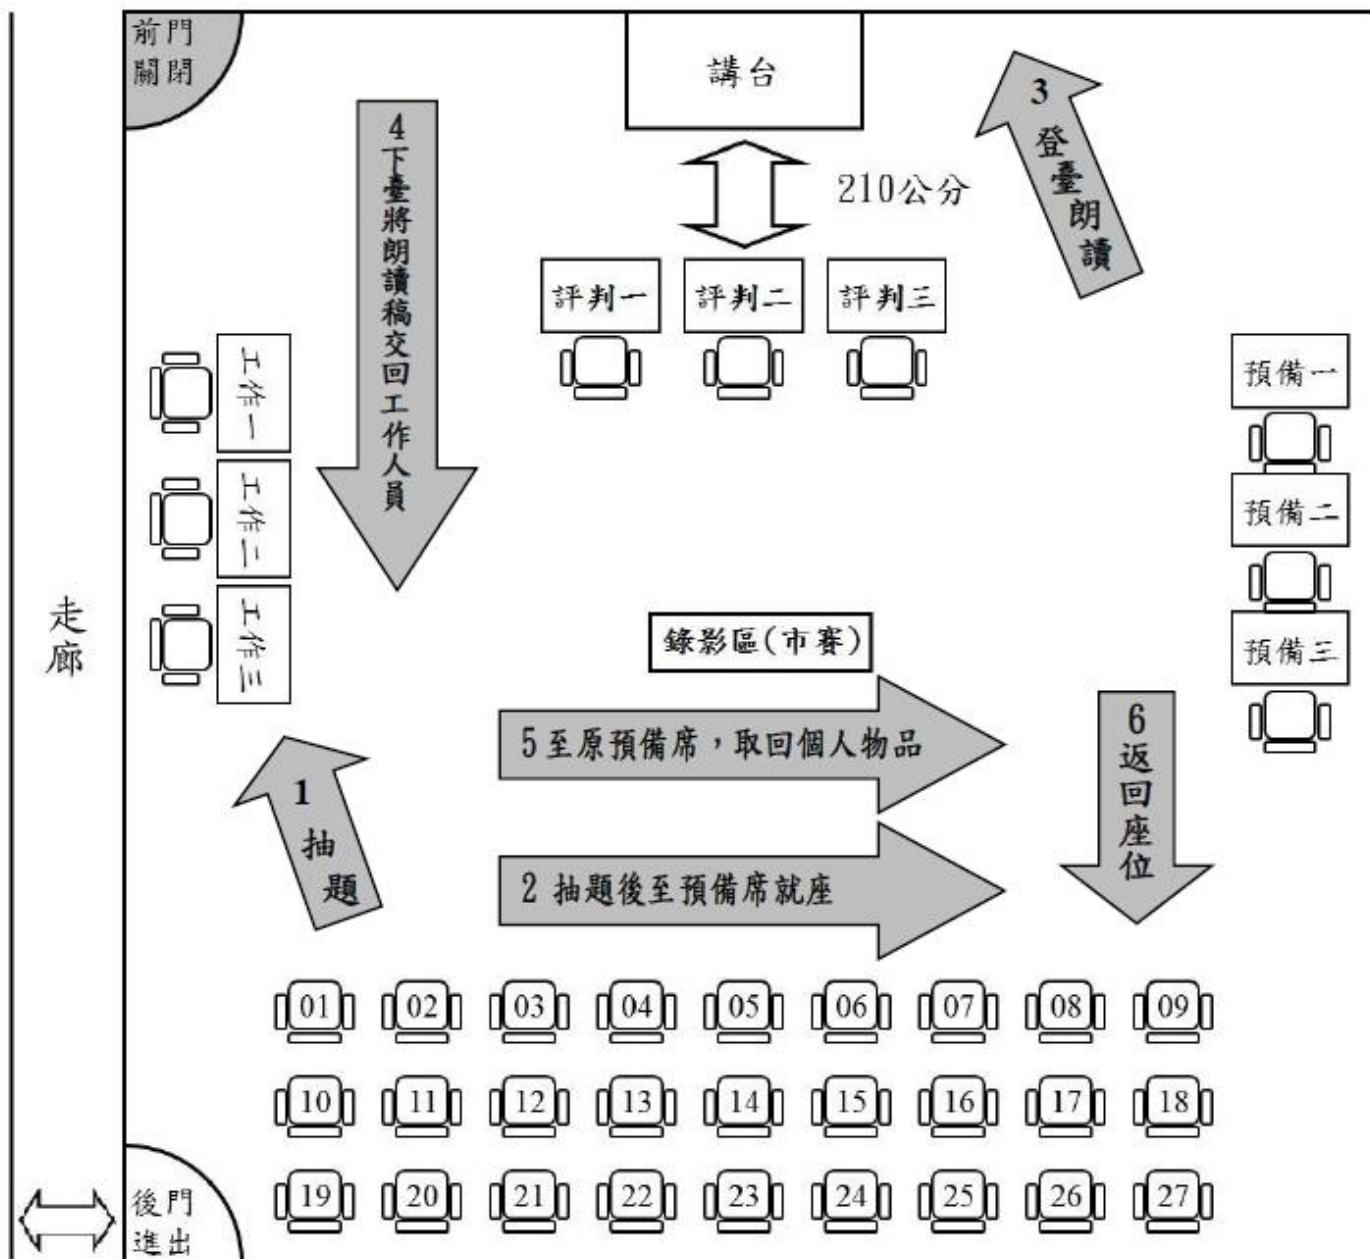 前門
關閉
講台
3登臺朗讀
4下臺將朗讀稿交回工作人員
210公分
評判一
評判二
評判三
工作一
工作二
工作三
預備一
預備二
預備三
走廊
錄影區(市賽)
5至原預備席，取回個人物品
6返回座位
1抽題
2 抽題後至預備席就座
01 02 03 04 05 06 07 08 09
10 11 12 13 14 15 16 17 18
19 20 21 22 23 24 25 26 27
後門
進出